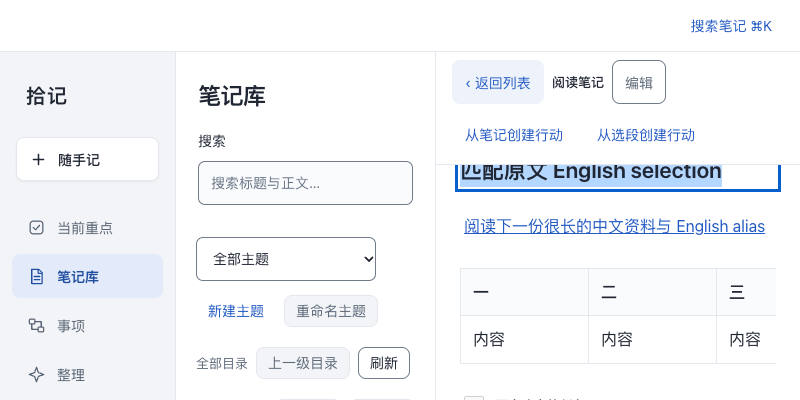 搜索笔记 ⌘K
拾记
+ 随手记
当前重点
笔记库
事项
整理
笔记库
搜索
搜索标题与正文...
全部主题
新建主题 重命名主题
全部目录 上一级目录 刷新
‹ 返回列表 阅读笔记 编辑
从笔记创建行动 从选段创建行动
匹配原文 English selection
阅读下一份很长的中文资料与 English alias
一 二 三
内容 内容 内容